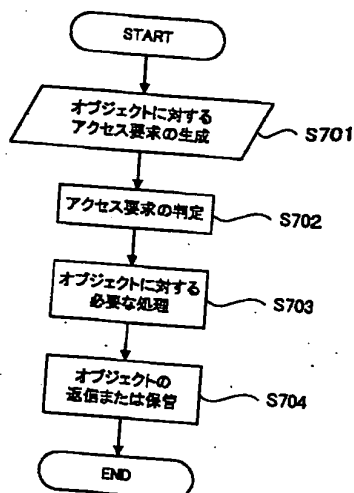 START
オブジェクトに対する
アクセス要求の生成
S701
アクセス要求の判定
S702
オブジェクトに対する
必要な処理
S703
オブジェクトの
返信または保管
S704
END